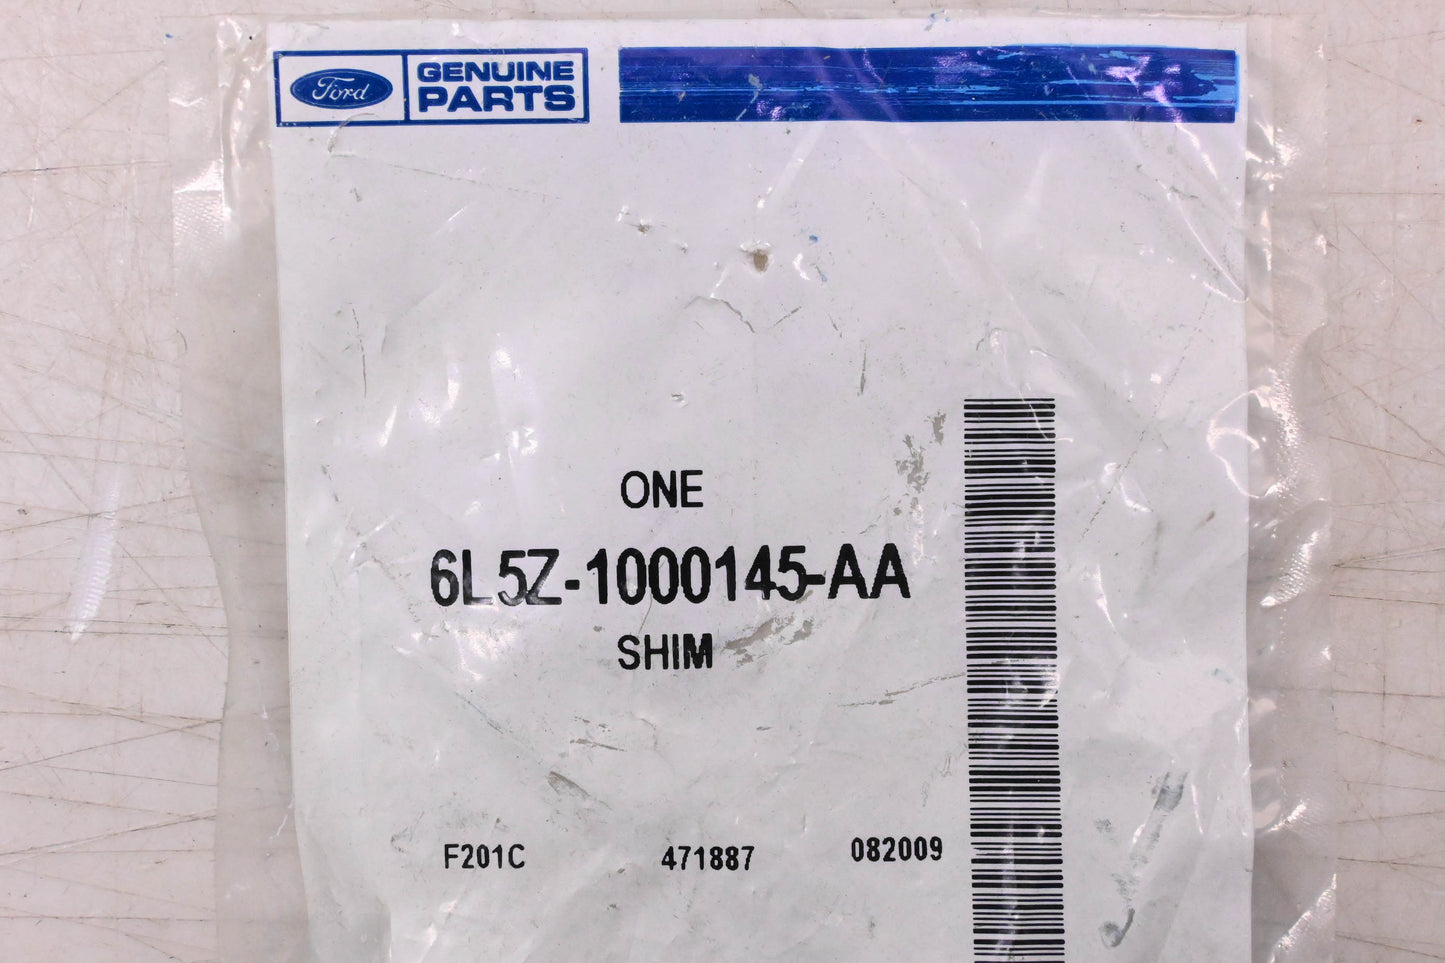 Ford
GENUINE
PARTS
ONE
6L5Z-1000145-AA
SHIM
F201C 471887 082009